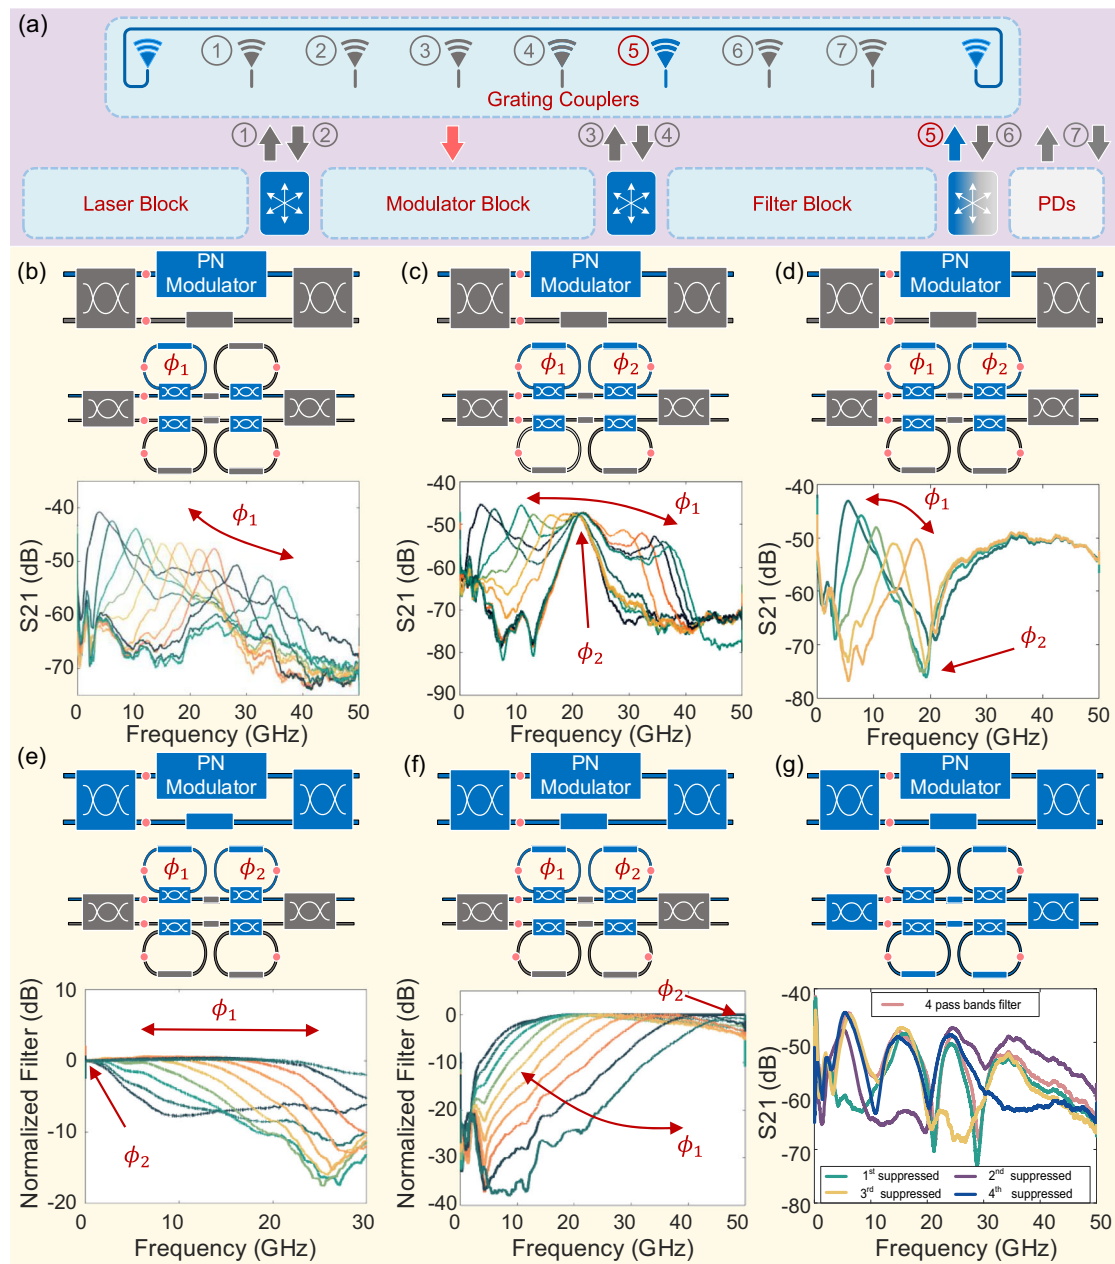 (a)
① ② ③ ④ ⑤ ⑥ ⑦
Grating Couplers
① ② ③ ④ ⑤ ⑥ ⑦
Laser Block
Modulator Block
Filter Block
PDs
(b)
PN
Modulator
ϕ1
S21 (dB)
-40
-50
-60
-70
ϕ1
0 10 20 30 40 50
Frequency (GHz)
(c)
PN
Modulator
ϕ1 ϕ2
S21 (dB)
-40
-50
-60
-70
-80
-90
ϕ1
ϕ2
0 10 20 30 40 50
Frequency (GHz)
(d)
PN
Modulator
ϕ1 ϕ2
S21 (dB)
-40
-50
-60
-70
-80
ϕ1
ϕ2
0 10 20 30 40 50
Frequency (GHz)
(e)
PN
Modulator
ϕ1 ϕ2
Normalized Filter (dB)
10
0
-10
-20
ϕ1
ϕ2
0 10 20 30
Frequency (GHz)
(f)
PN
Modulator
ϕ1 ϕ2
Normalized Filter (dB)
0
-10
-20
-30
-40
ϕ2
ϕ1
0 10 20 30 40 50
Frequency (GHz)
(g)
PN
Modulator
S21 (dB)
-40
-50
-60
-70
-80
4 pass bands filter
1st suppressed 2nd suppressed
3rd suppressed 4th suppressed
0 10 20 30 40 50
Frequency (GHz)